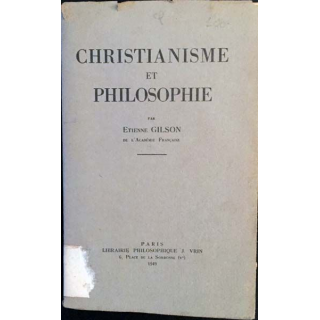 CHRISTIANISME
ET
PHILOSOPHIE
PAR
ETIENNE GILSON
DE L'ACADÉMIE FRANÇAISE
PARIS
LIBRAIRIE PHILOSOPHIQUE J. VRIN
6, PLACE DE LA SORBONNE (Ve)
1949